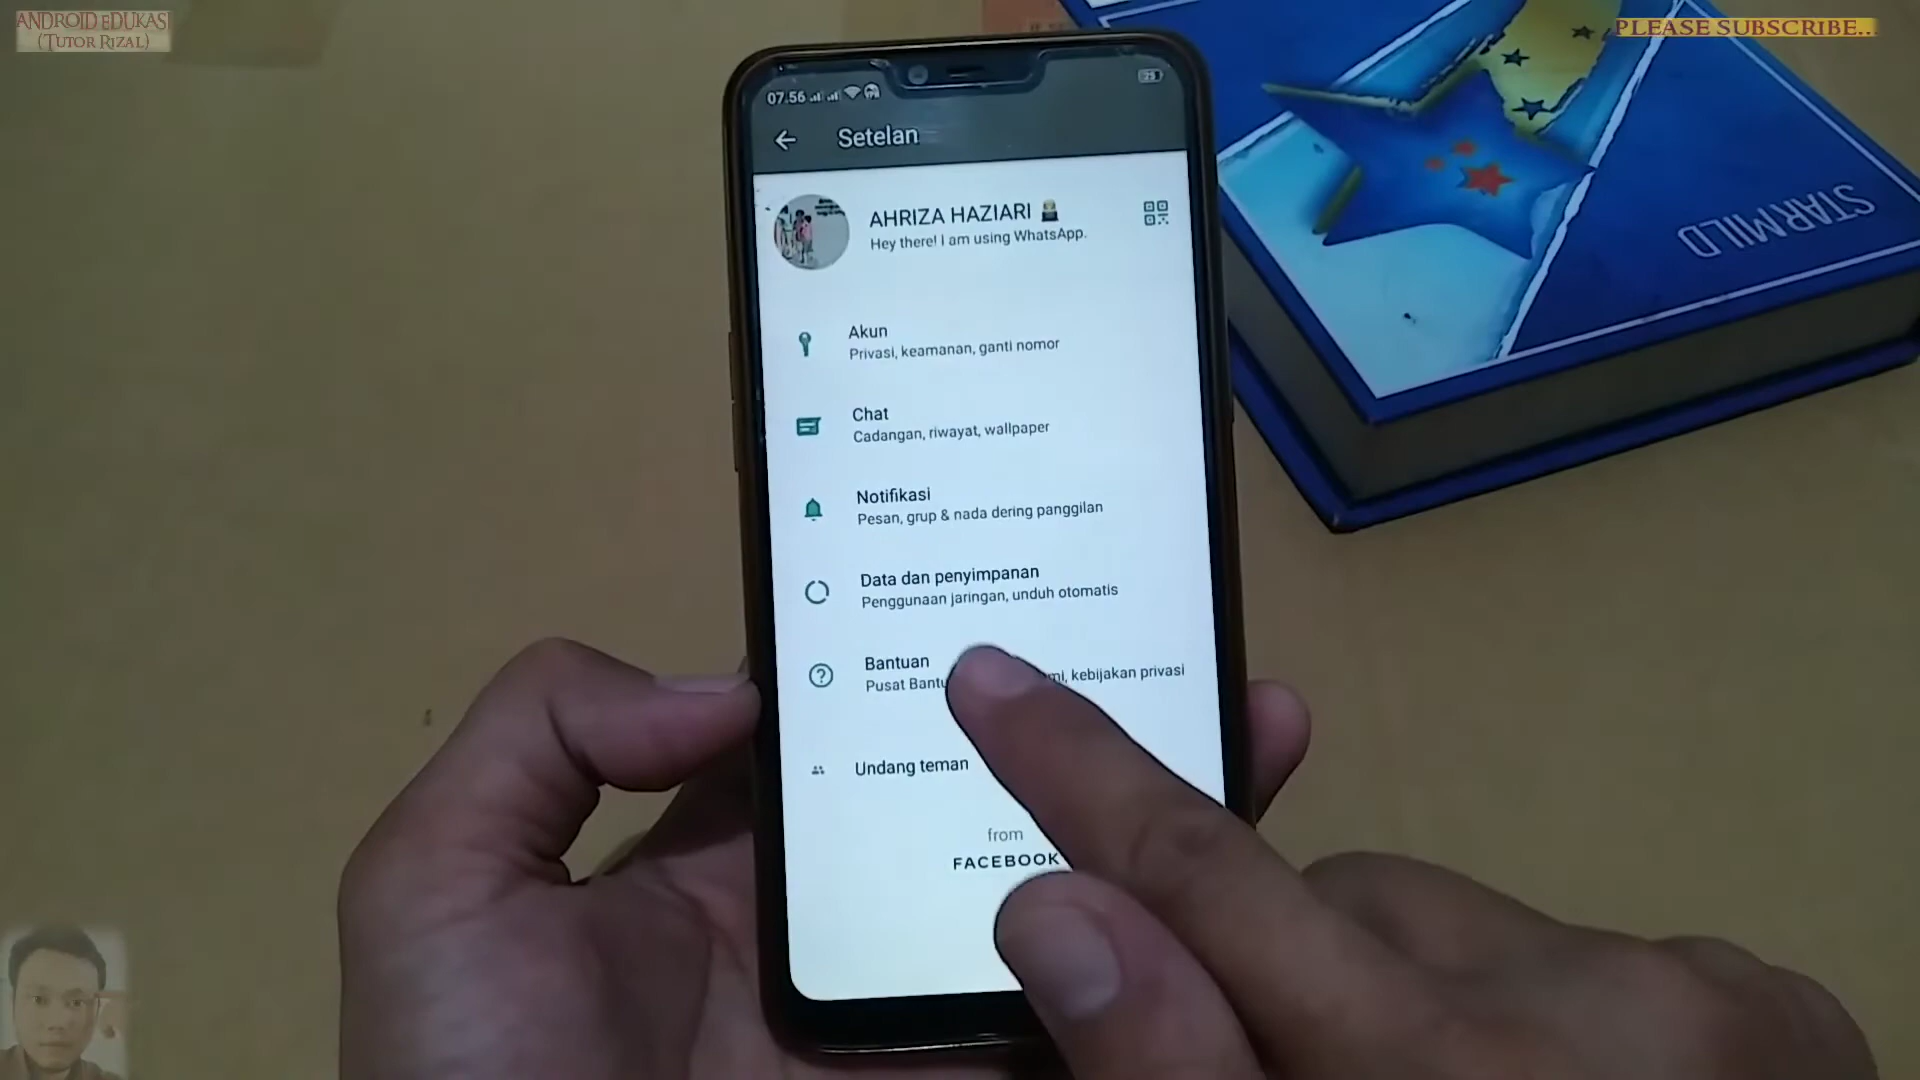 ANDROID EDUKASI
(TUTOR RIZAL)
PLEASE SUBSCRIBE...
07.56
25
Setelan
AHRIZA HAZIARI
Hey there! I am using WhatsApp.
Akun
Privasi, keamanan, ganti nomor
Chat
Cadangan, riwayat, wallpaper
Notifikasi
Pesan, grup & nada dering panggilan
Data dan penyimpanan
Penggunaan jaringan, unduh otomatis
Bantuan
Pusat kebijakan privasi
Undang teman
from
FACEBOOK
STARMILD